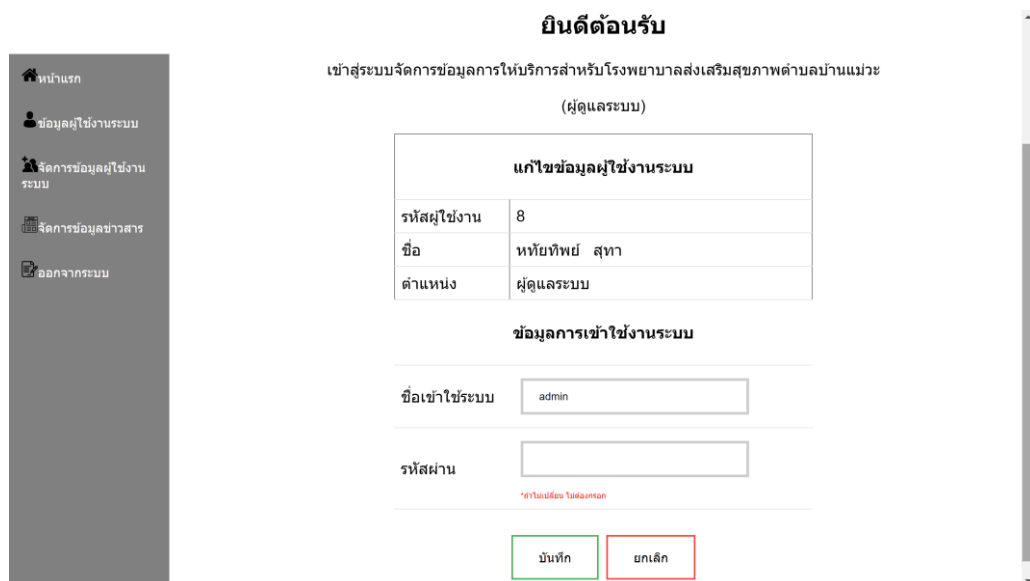 ยินดีต้อนรับ
เข้าสู่ระบบจัดการข้อมูลการให้บริการสำหรับโรงพยาบาลส่งเสริมสุขภาพตำบลบ้านแม่วะ
(ผู้ดูแลระบบ)
หน้าแรก
ข้อมูลผู้ใช้งานระบบ
จัดการข้อมูลผู้ใช้งาน
ระบบ
จัดการข้อมูลข่าวสาร
ออกจากระบบ
แก้ไขข้อมูลผู้ใช้งานระบบ
รหัสผู้ใช้งาน 8
ชื่อ หทัยทิพย์ สุทา
ตำแหน่ง ผู้ดูแลระบบ
ข้อมูลการเข้าใช้งานระบบ
ชื่อเข้าใช้ระบบ admin
รหัสผ่าน
*ถ้าไม่เปลี่ยน ไม่ต้องกรอก
บันทึก ยกเลิก